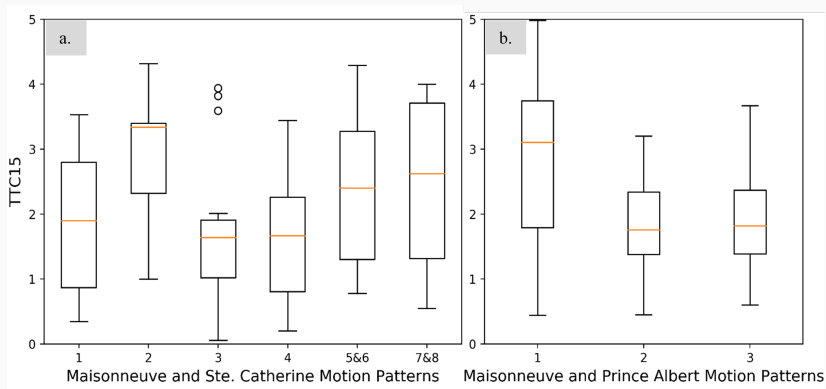 a.
5
4
3
2
1
0
TTC15
1 2 3 4 5&6 7&8
Maisonneuve and Ste. Catherine Motion Patterns
b.
5
4
3
2
1
0
1 2 3
Maisonneuve and Prince Albert Motion Patterns